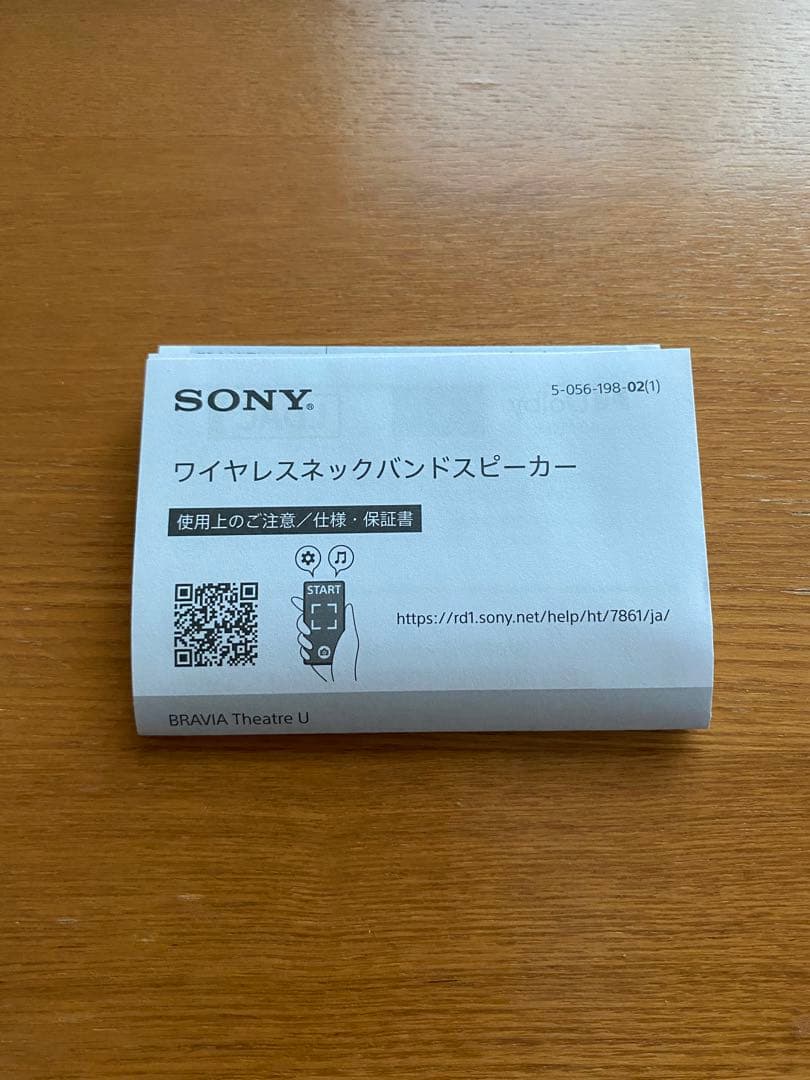 SONY®
5-056-198-02(1)
ワイヤレスネックバンドスピーカー
使用上のご注意／仕様・保証書
START
https://rd1.sony.net/help/ht/7861/ja/
BRAVIA Theatre U